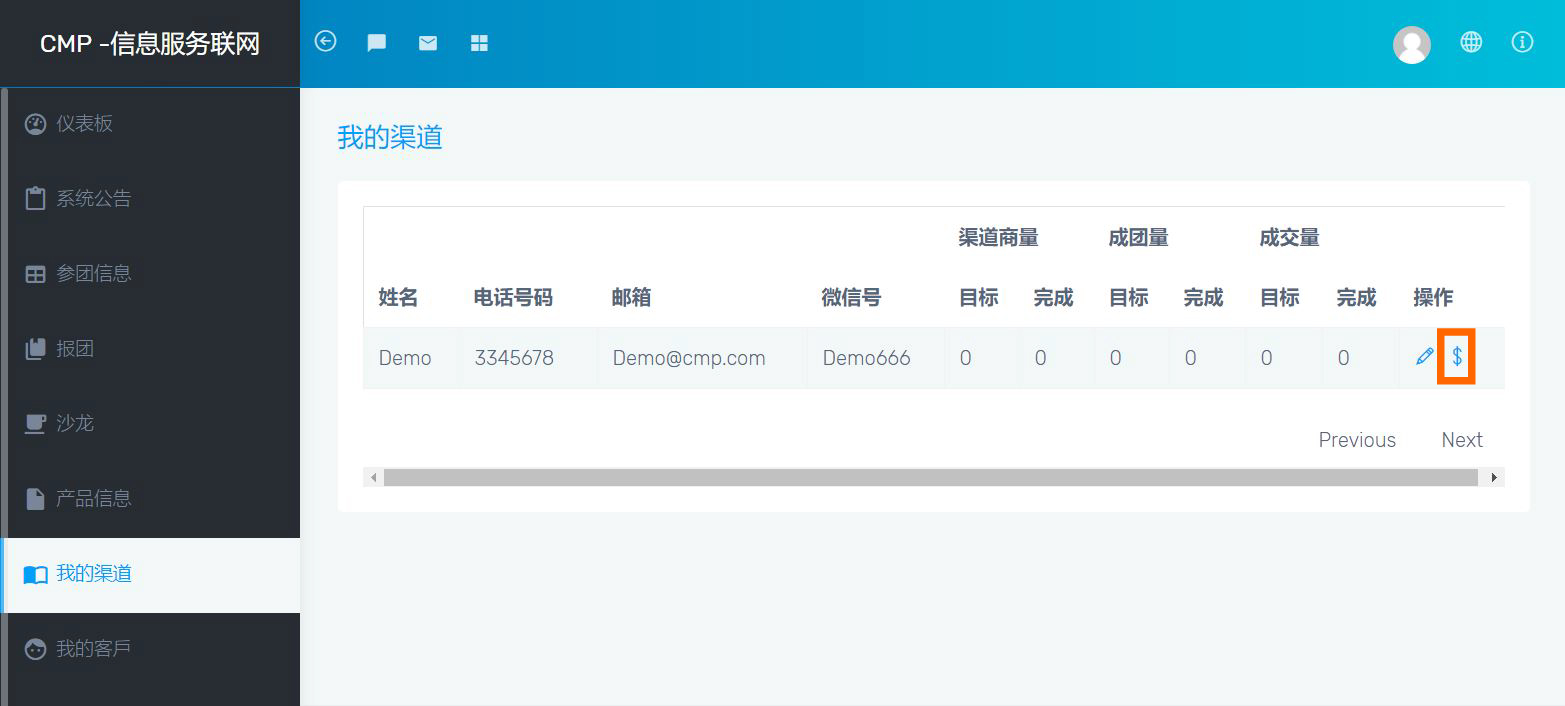 CMP -信息服务联网
仪表板
系统公告
参团信息
报团
沙龙
产品信息
我的渠道
我的客戶
我的渠道
渠道商量 成团量 成交量
姓名 电话号码 邮箱 微信号 目标 完成 目标 完成 目标 完成 操作
Demo 3345678 Demo@cmp.com Demo666 0 0 0 0 0 0 $
Previous Next